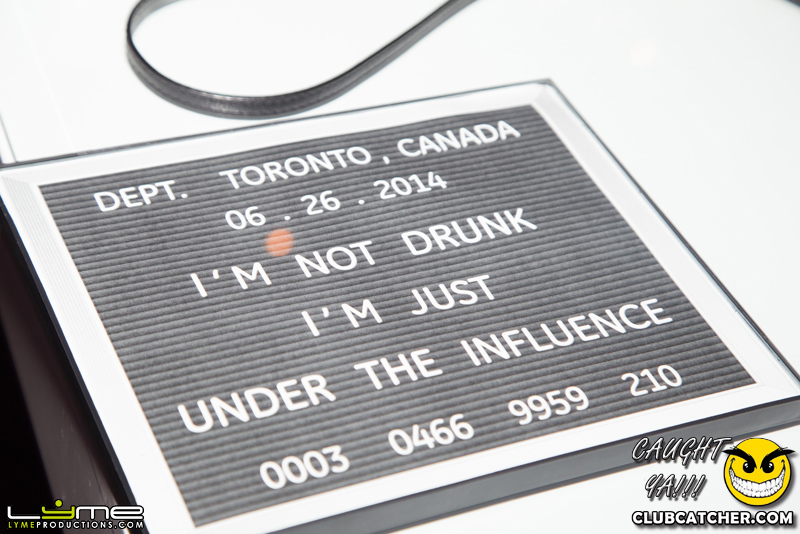 DEPT. TORONTO, CANADA
06 . 26 . 2014
I'M NOT DRUNK
I'M JUST
UNDER THE INFLUENCE
0003 0466 9959 210
CAUGHT
YA!!!
CLUBCATCHER.COM
LYME
LYMEPRODUCTIONS.COM